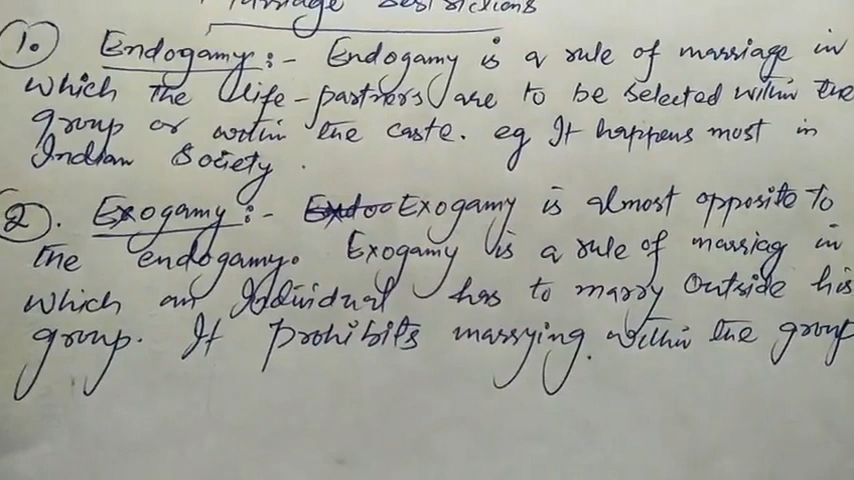 Marriage Restrictions
1. Endogamy :- Endogamy is a rule of marriage in
which the life-partners are to be selected within the
group or within the caste. eg It happens most in
Indian Society.
2. Exogamy :- Exogamy is almost opposite to
the endogamy. Exogamy is a rule of marriag in
which an Individual has to marry outside his
group. It prohibits marrying within the group